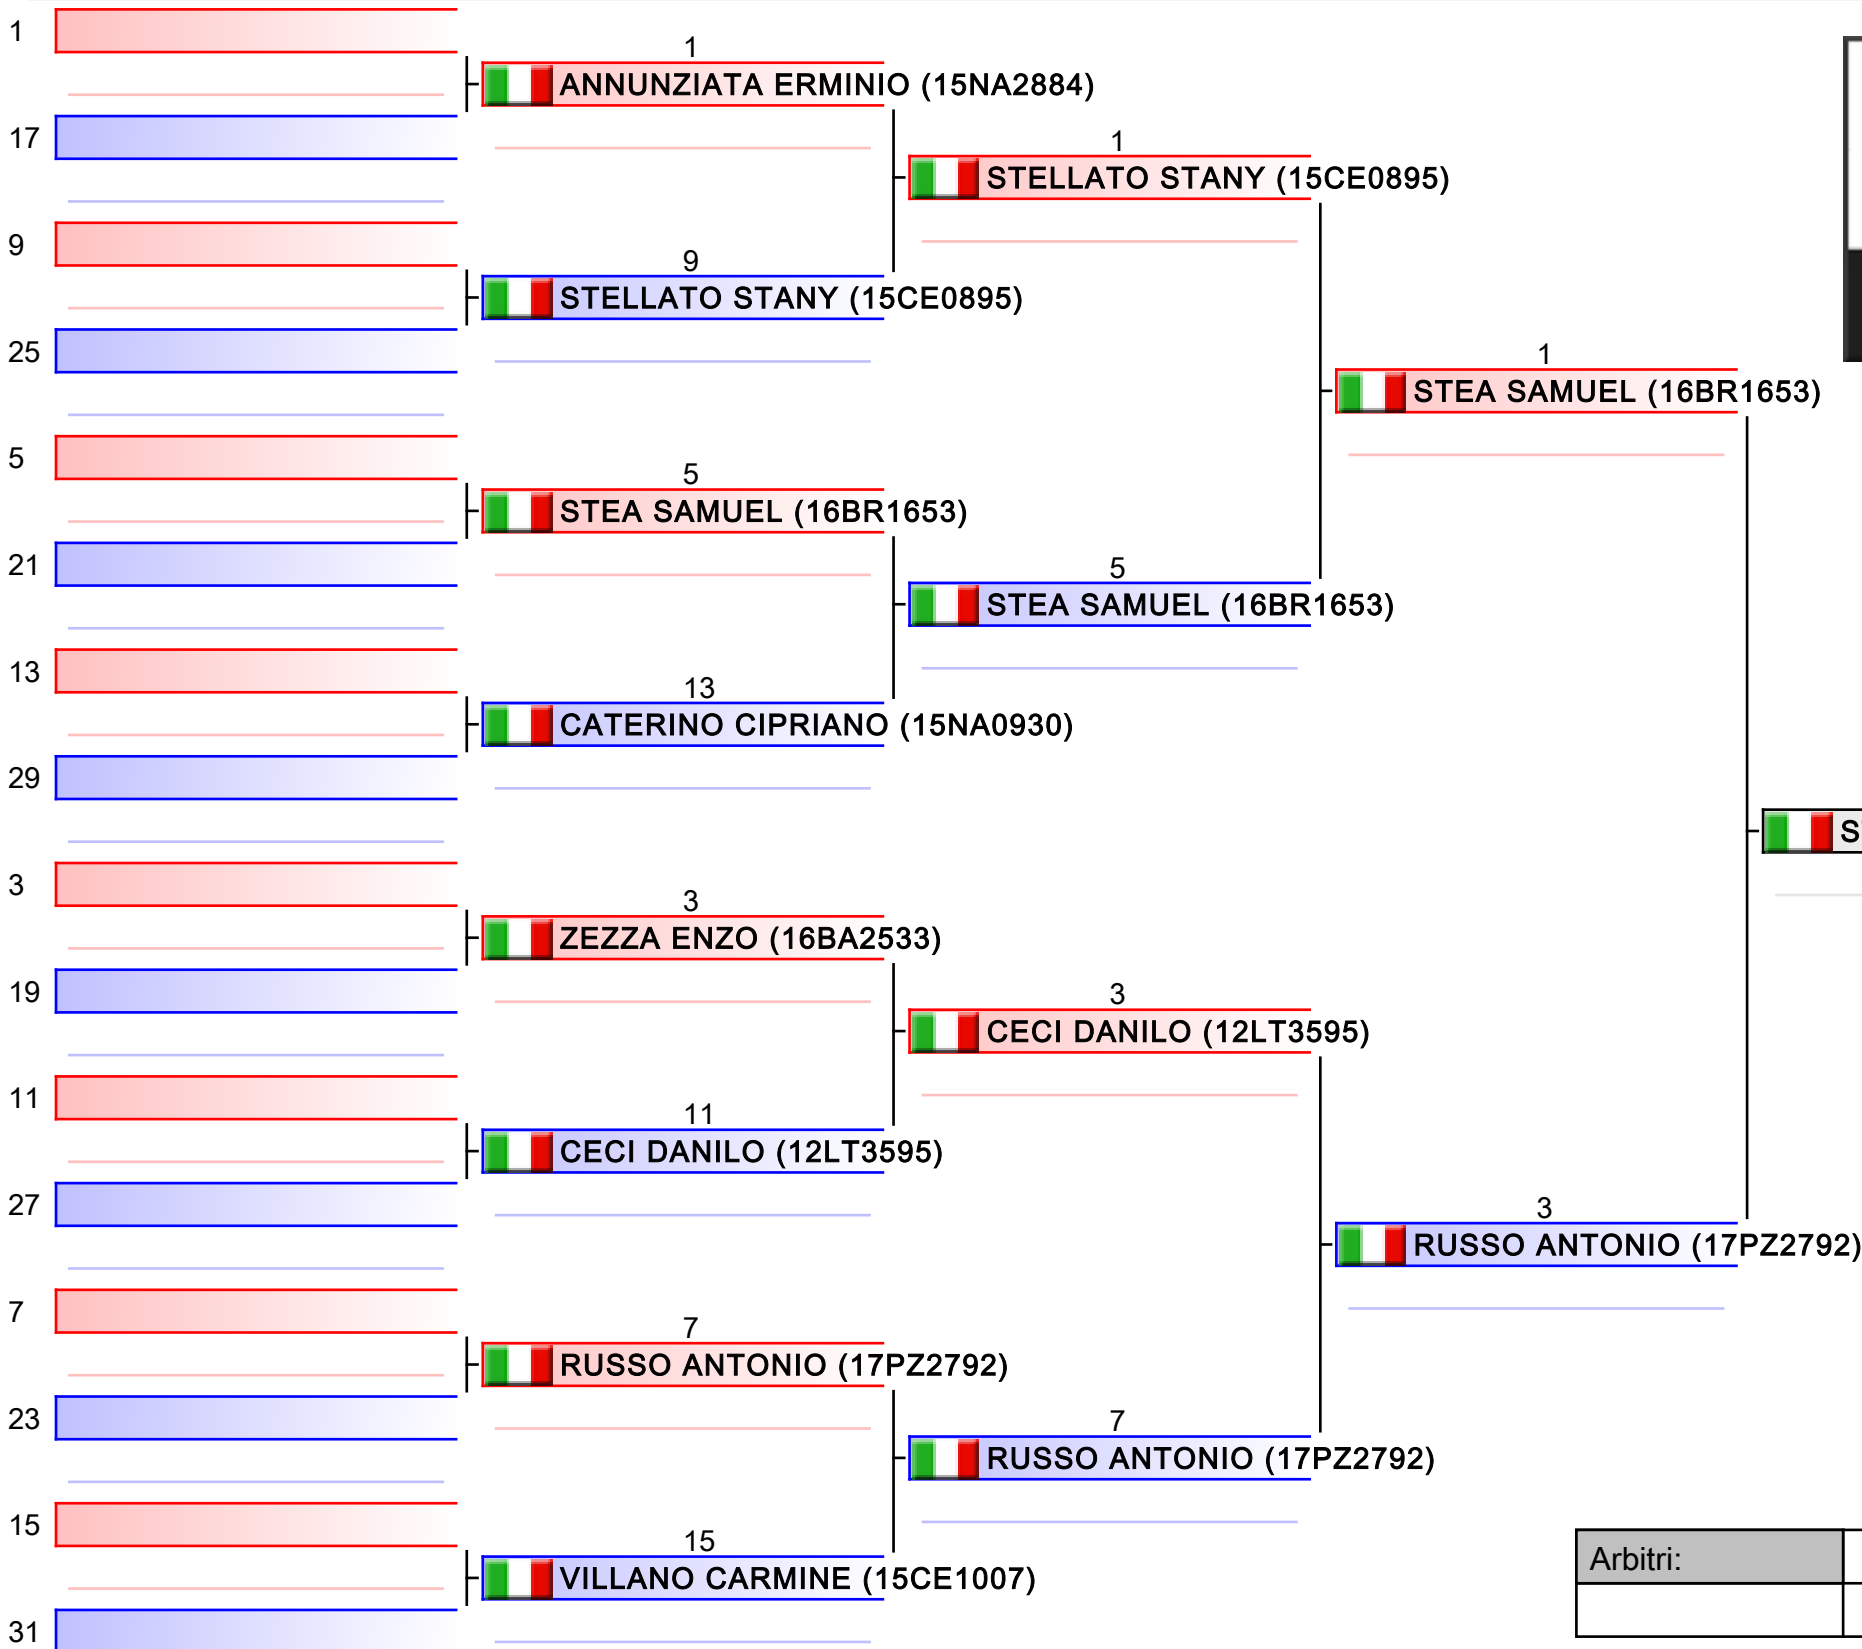 1
17
9
25
5
21
13
29
3
19
11
27
7
23
15
31
1
ANNUNZIATA ERMINIO (15NA2884)
9
STELLATO STANY (15CE0895)
5
STEA SAMUEL (16BR1653)
13
CATERINO CIPRIANO (15NA0930)
3
ZEZZA ENZO (16BA2533)
11
CECI DANILO (12LT3595)
7
RUSSO ANTONIO (17PZ2792)
15
VILLANO CARMINE (15CE1007)
1
STELLATO STANY (15CE0895)
5
STEA SAMUEL (16BR1653)
3
CECI DANILO (12LT3595)
7
RUSSO ANTONIO (17PZ2792)
1
STEA SAMUEL (16BR1653)
3
RUSSO ANTONIO (17PZ2792)
Arbitri: